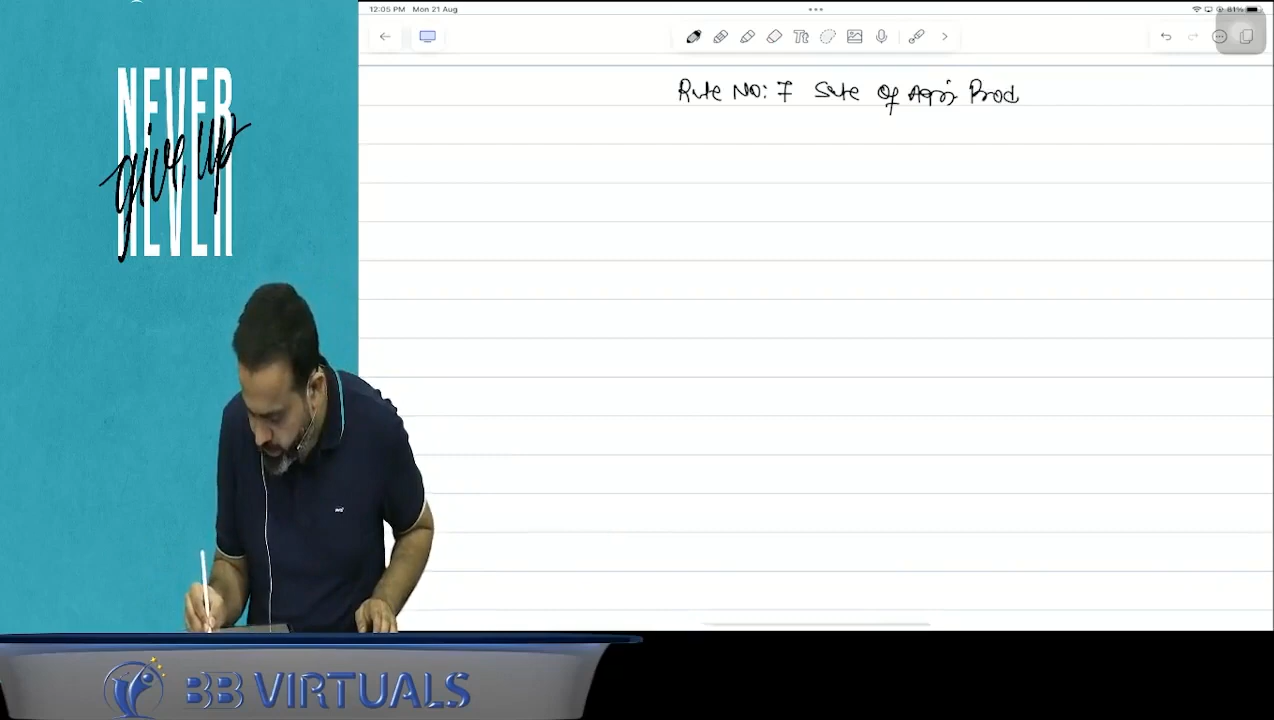 12:05 PM Mon 21 Aug
81%
Rule No: 7 Sale Of Agri Prod
NEVER
give up
NEVER
BB VIRTUALS